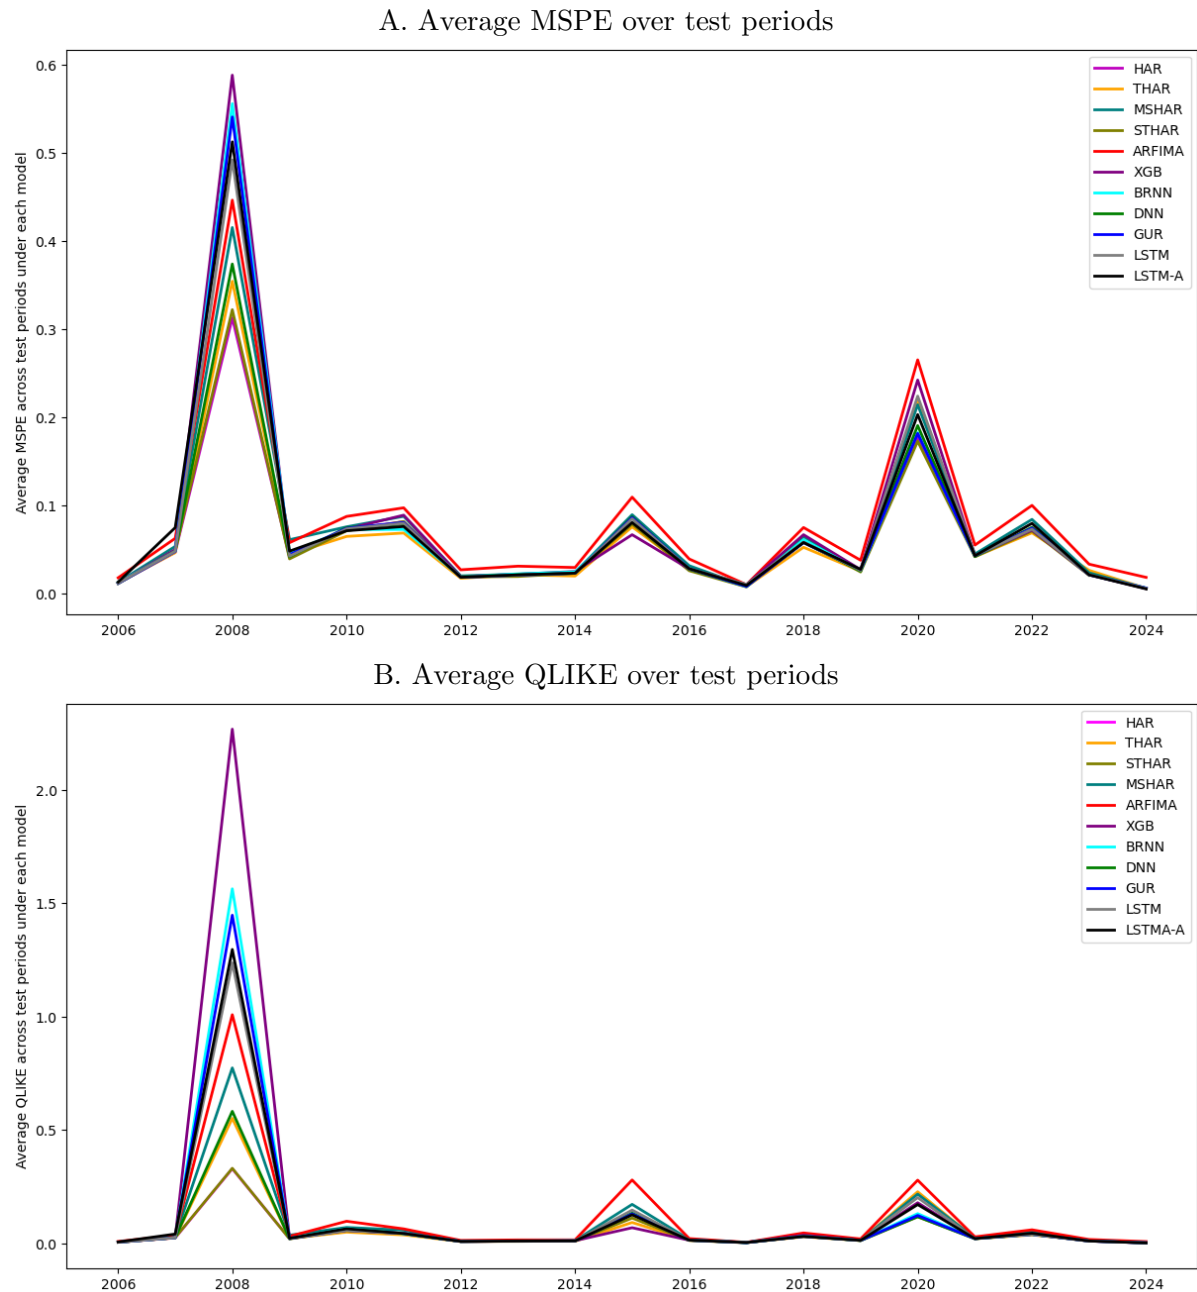 A. Average MSPE over test periods
Average MSPE across test periods under each model
0.6
0.5
0.4
0.3
0.2
0.1
0.0
HAR
THAR
MSHAR
STHAR
ARFIMA
XGB
BRNN
DNN
GUR
LSTM
LSTM-A
2006 2008 2010 2012 2014 2016 2018 2020 2022 2024
B. Average QLIKE over test periods
Average QLIKE across test periods under each model
2.0
1.5
1.0
0.5
0.0
HAR
THAR
STHAR
MSHAR
ARFIMA
XGB
BRNN
DNN
GUR
LSTM
LSTMA-A
2006 2008 2010 2012 2014 2016 2018 2020 2022 2024